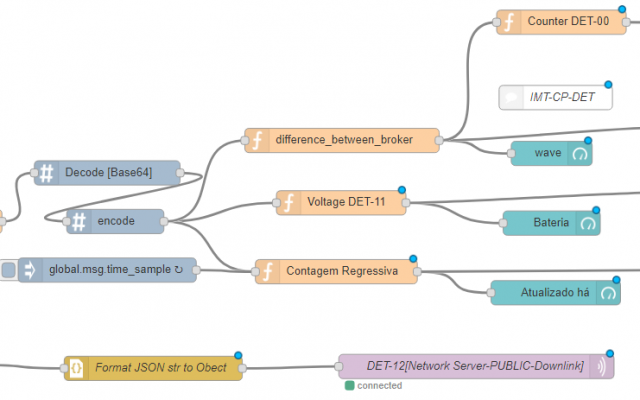 Counter DET-00
IMT-CP-DET
difference_between_broker
wave
Decode [Base64]
Voltage DET-11
encode
Bateria
global.msg.time_sample ↻
Contagem Regressiva
Atualizado há
Format JSON str to Obect
DET-12[Network Server-PUBLIC-Downlink]
connected